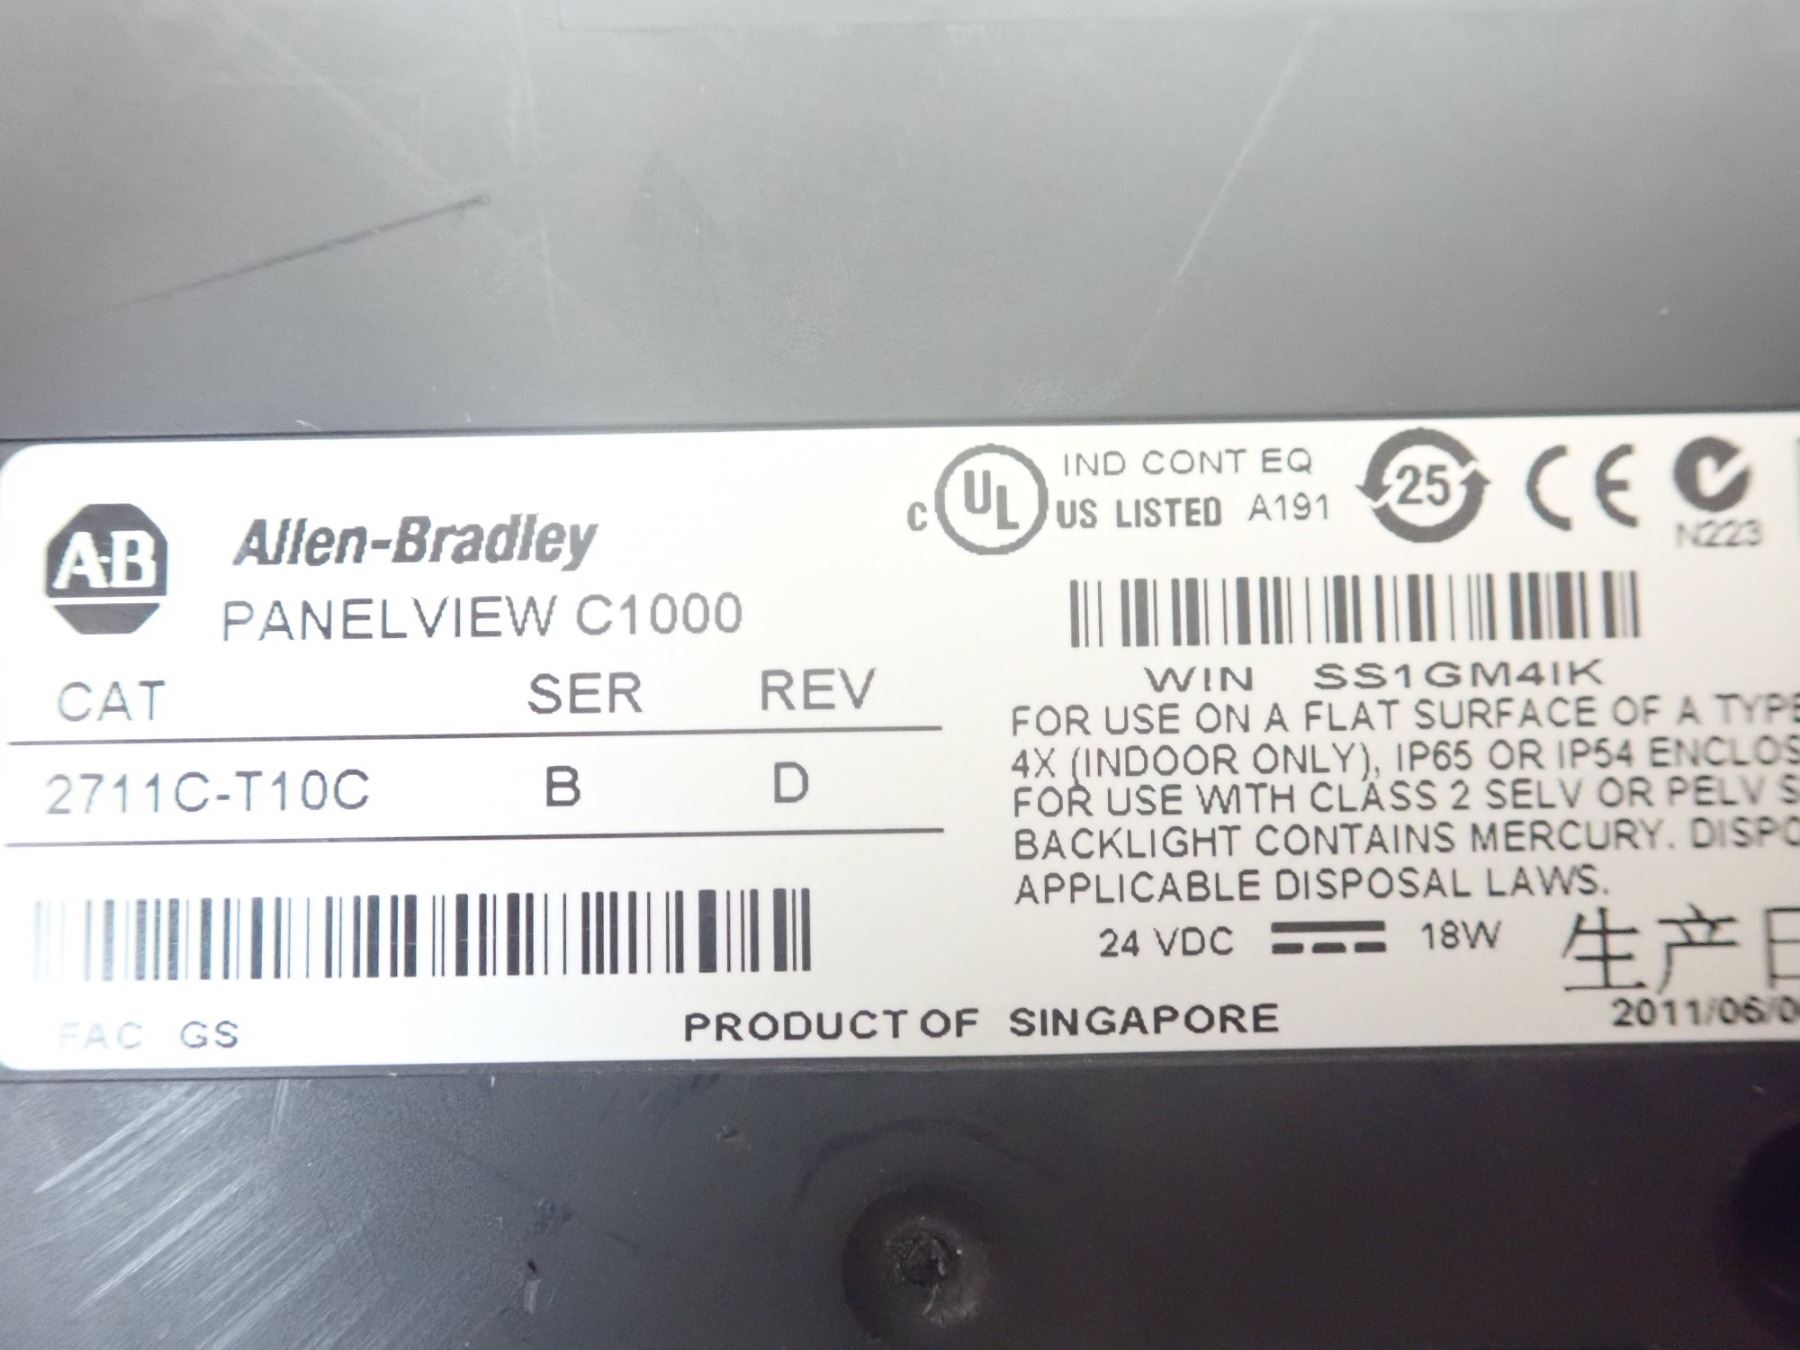 A-B Allen-Bradley
PANELVIEW C1000
CAT SER REV
2711C-T10C B D
FAC GS
C UL US LISTED IND CONT EQ A191
25
CE
N223
WIN SS1GM4IK
FOR USE ON A FLAT SURFACE OF A TYPE
4X (INDOOR ONLY), IP65 OR IP54 ENCLOS
FOR USE WITH CLASS 2 SELV OR PELV S
BACKLIGHT CONTAINS MERCURY. DISPO
APPLICABLE DISPOSAL LAWS.
24 VDC 18W
生产日
2011/06/0
PRODUCT OF SINGAPORE